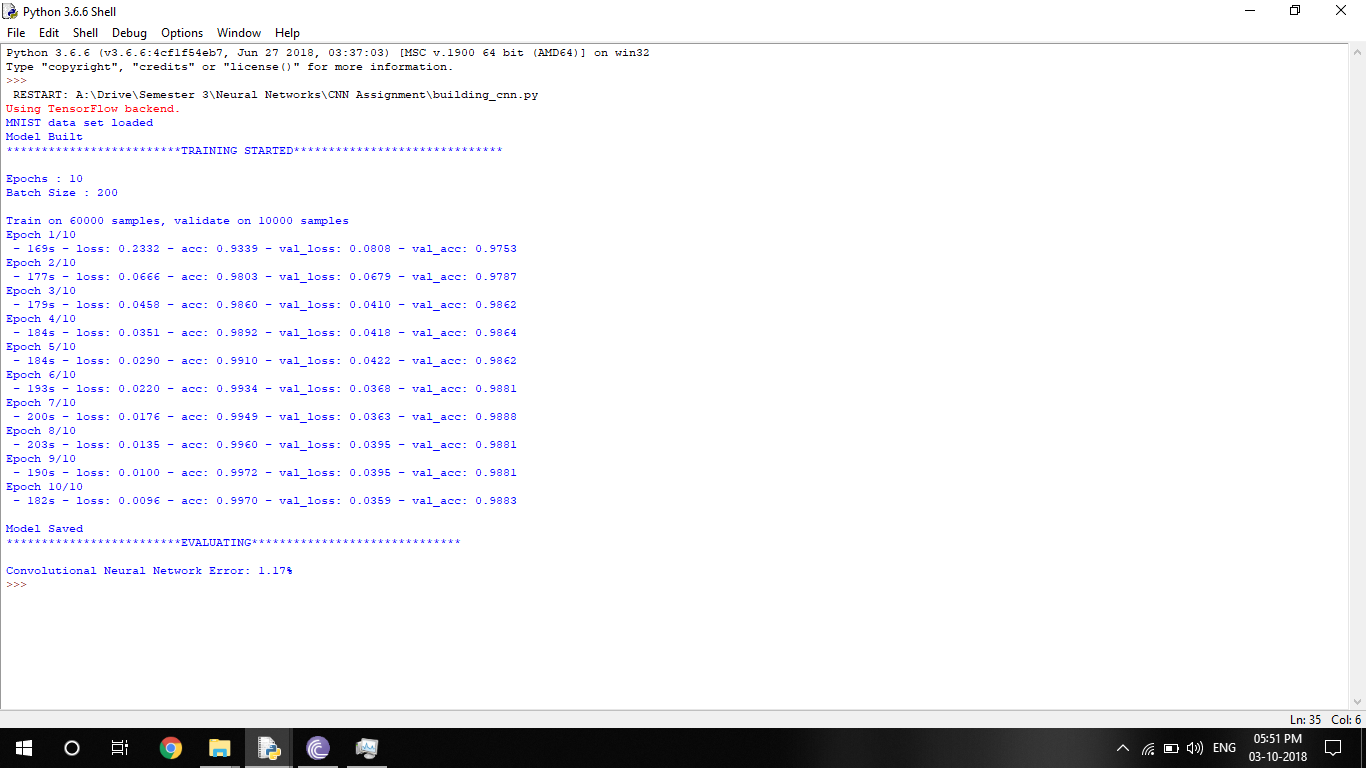 Python 3.6.6 Shell
File Edit Shell Debug Options Window Help
Python 3.6.6 (v3.6.6:4cf1f54eb7, Jun 27 2018, 03:37:03) [MSC v.1900 64 bit (AMD64)] on win32
Type "copyright", "credits" or "license()" for more information.
>>>
 RESTART: A:\Drive\Semester 3\Neural Networks\CNN Assignment\building_cnn.py
Using TensorFlow backend.
MNIST data set loaded
Model Built
*************************TRAINING STARTED******************************
Epochs : 10
Batch Size : 200
Train on 60000 samples, validate on 10000 samples
Epoch 1/10
 - 169s - loss: 0.2332 - acc: 0.9339 - val_loss: 0.0808 - val_acc: 0.9753
Epoch 2/10
 - 177s - loss: 0.0666 - acc: 0.9803 - val_loss: 0.0679 - val_acc: 0.9787
Epoch 3/10
 - 179s - loss: 0.0458 - acc: 0.9860 - val_loss: 0.0410 - val_acc: 0.9862
Epoch 4/10
 - 184s - loss: 0.0351 - acc: 0.9892 - val_loss: 0.0418 - val_acc: 0.9864
Epoch 5/10
 - 184s - loss: 0.0290 - acc: 0.9910 - val_loss: 0.0422 - val_acc: 0.9862
Epoch 6/10
 - 193s - loss: 0.0220 - acc: 0.9934 - val_loss: 0.0368 - val_acc: 0.9881
Epoch 7/10
 - 200s - loss: 0.0176 - acc: 0.9949 - val_loss: 0.0363 - val_acc: 0.9888
Epoch 8/10
 - 203s - loss: 0.0135 - acc: 0.9960 - val_loss: 0.0395 - val_acc: 0.9881
Epoch 9/10
 - 190s - loss: 0.0100 - acc: 0.9972 - val_loss: 0.0395 - val_acc: 0.9881
Epoch 10/10
 - 182s - loss: 0.0096 - acc: 0.9970 - val_loss: 0.0359 - val_acc: 0.9883
Model Saved
*************************EVALUATING******************************
Convolutional Neural Network Error: 1.17%
>>>
Ln: 35 Col: 6
ENG
05:51 PM
03-10-2018